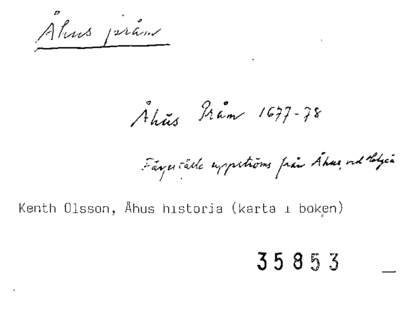 Åhus pråm
Åhus Pråm 1677-78
Färjeställe uppströms från Åhus, vid Helgeå
Kenth Olsson, Åhus historia (karta i boken)
35853